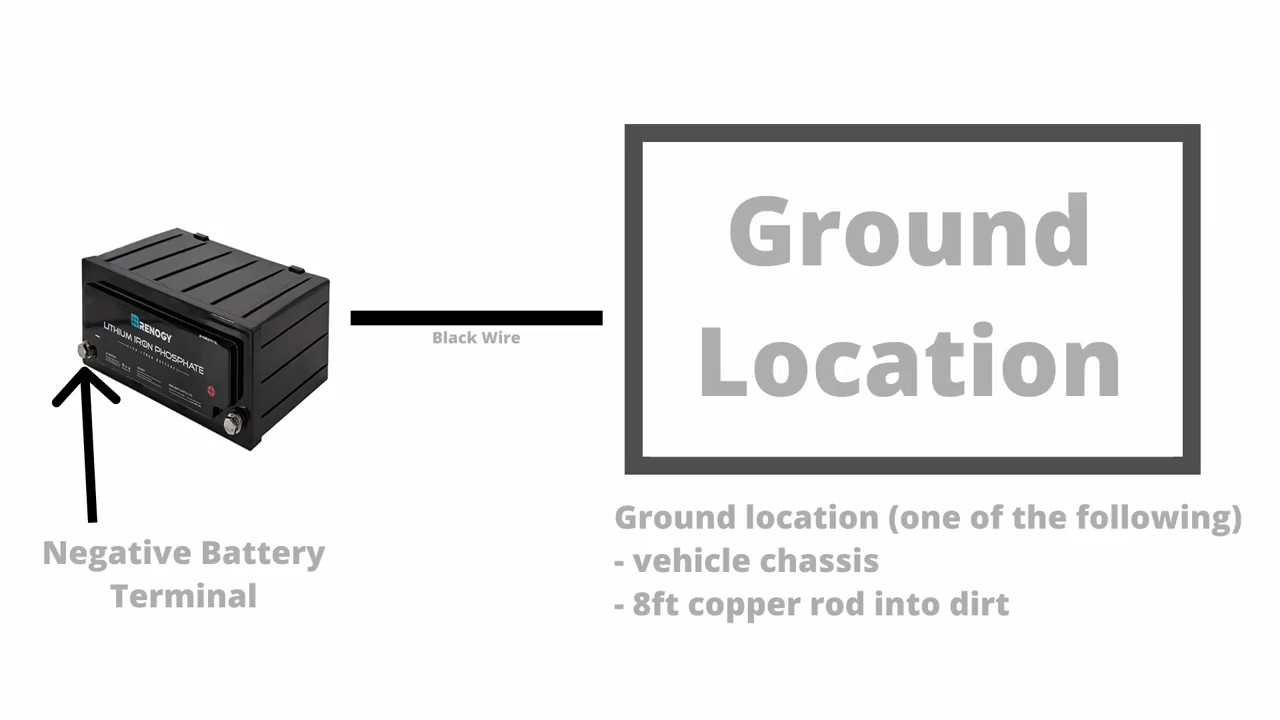 Ground
Location
RENOGY
LITHIUM IRON PHOSPHATE
Black Wire
Ground location (one of the following)
- vehicle chassis
- 8ft copper rod into dirt
Negative Battery
Terminal